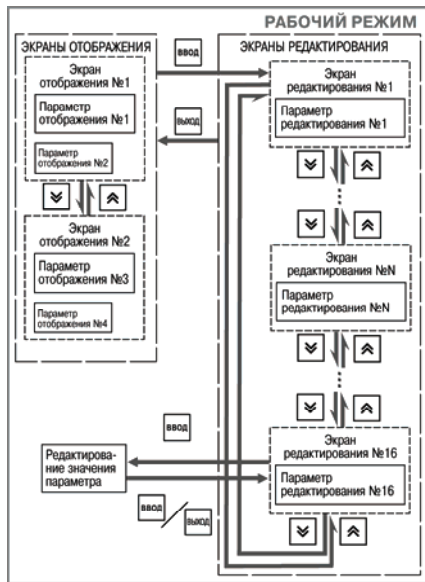 РАБОЧИЙ РЕЖИМ
ЭКРАНЫ ОТОБРАЖЕНИЯ
Экран
отображения №1
Параметр
отображения №1
Параметр
отображения №2
Экран
отображения №2
Параметр
отображения №3
Параметр
отображения №4
ввод
выход
ЭКРАНЫ РЕДАКТИРОВАНИЯ
Экран
редактирования №1
Параметр
редактирования №1
Экран
редактирования №N
Параметр
редактирования №N
Экран
редактирования №16
Параметр
редактирования №16
ввод
Редактирова-
ние значения
параметра
ввод
выход